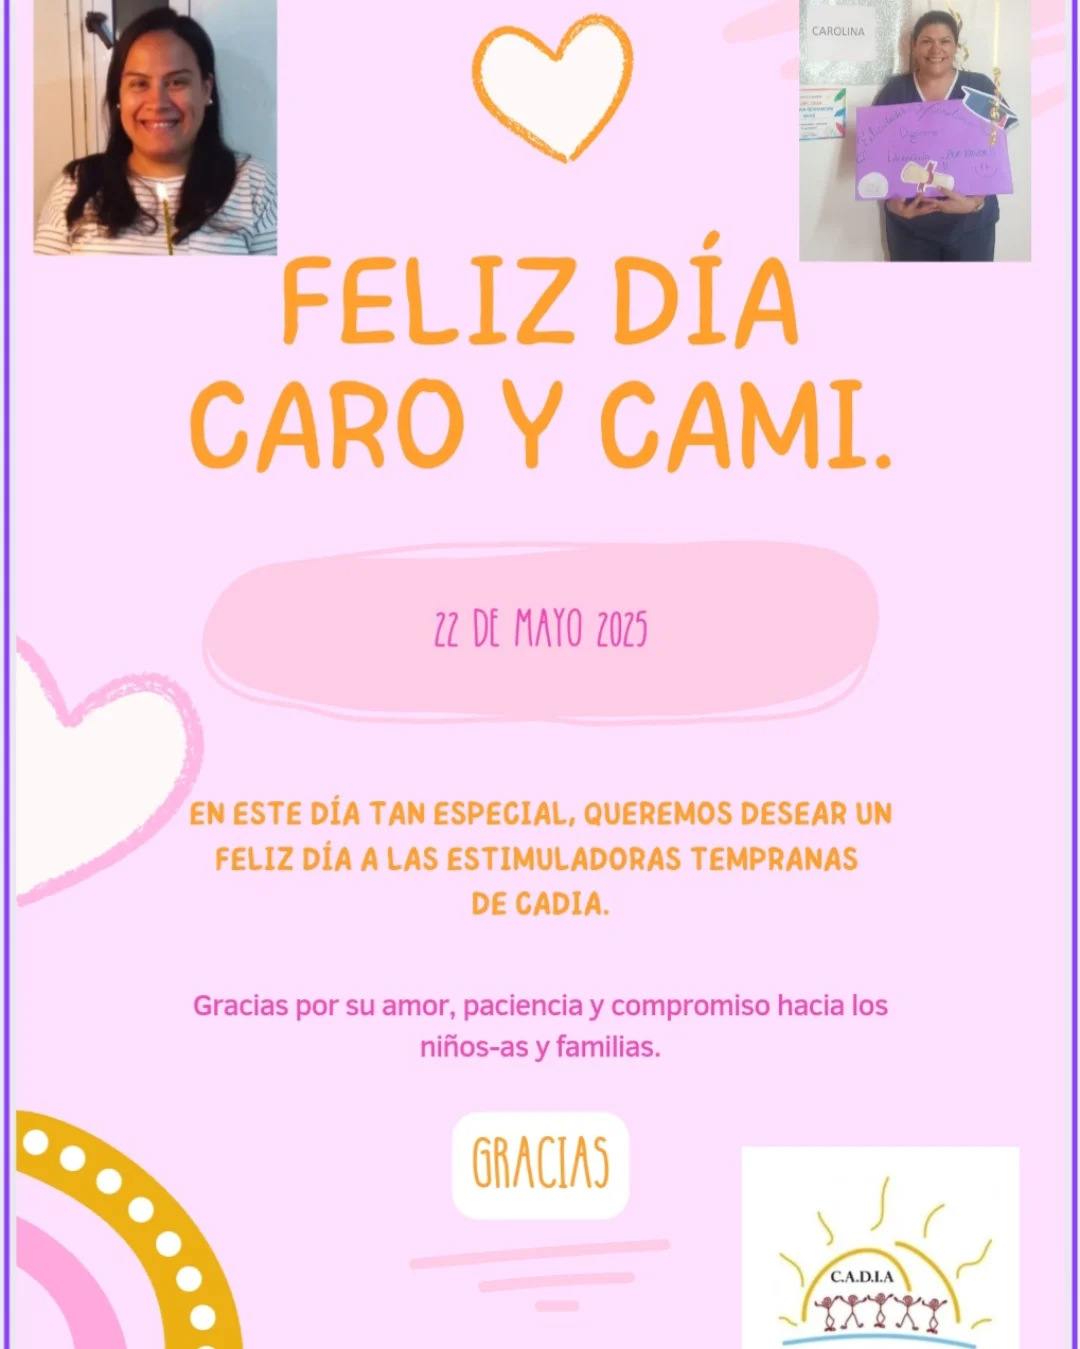 CAROLINA
FELIZ DÍA
CARO Y CAMI.
22 DE MAYO 2025
EN ESTE DÍA TAN ESPECIAL, QUEREMOS DESEAR UN
FELIZ DÍA A LAS ESTIMULADORAS TEMPRANAS
DE CADIA.
Gracias por su amor, paciencia y compromiso hacia los
niños-as y familias.
GRACIAS
C.A.D.I.A